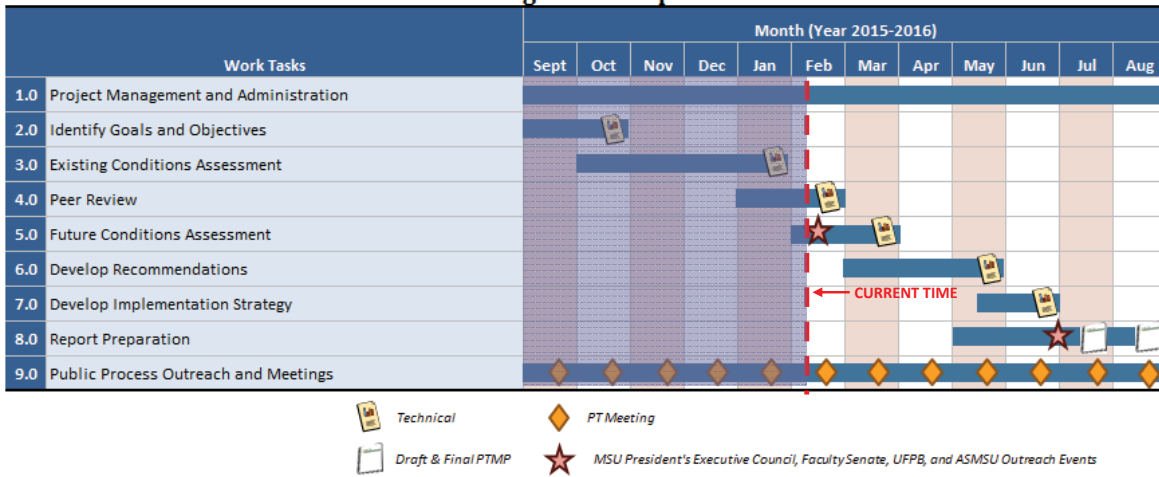 Month (Year 2015-2016)
Work Tasks Sept Oct Nov Dec Jan Feb Mar Apr May Jun Jul Aug
1.0 Project Management and Administration
2.0 Identify Goals and Objectives
3.0 Existing Conditions Assessment
4.0 Peer Review
5.0 Future Conditions Assessment
6.0 Develop Recommendations
7.0 Develop Implementation Strategy CURRENT TIME
8.0 Report Preparation
9.0 Public Process Outreach and Meetings
Technical PT Meeting
Draft & Final PTMP MSU President's Executive Council, Faculty Senate, UFPB, and ASMSU Outreach Events